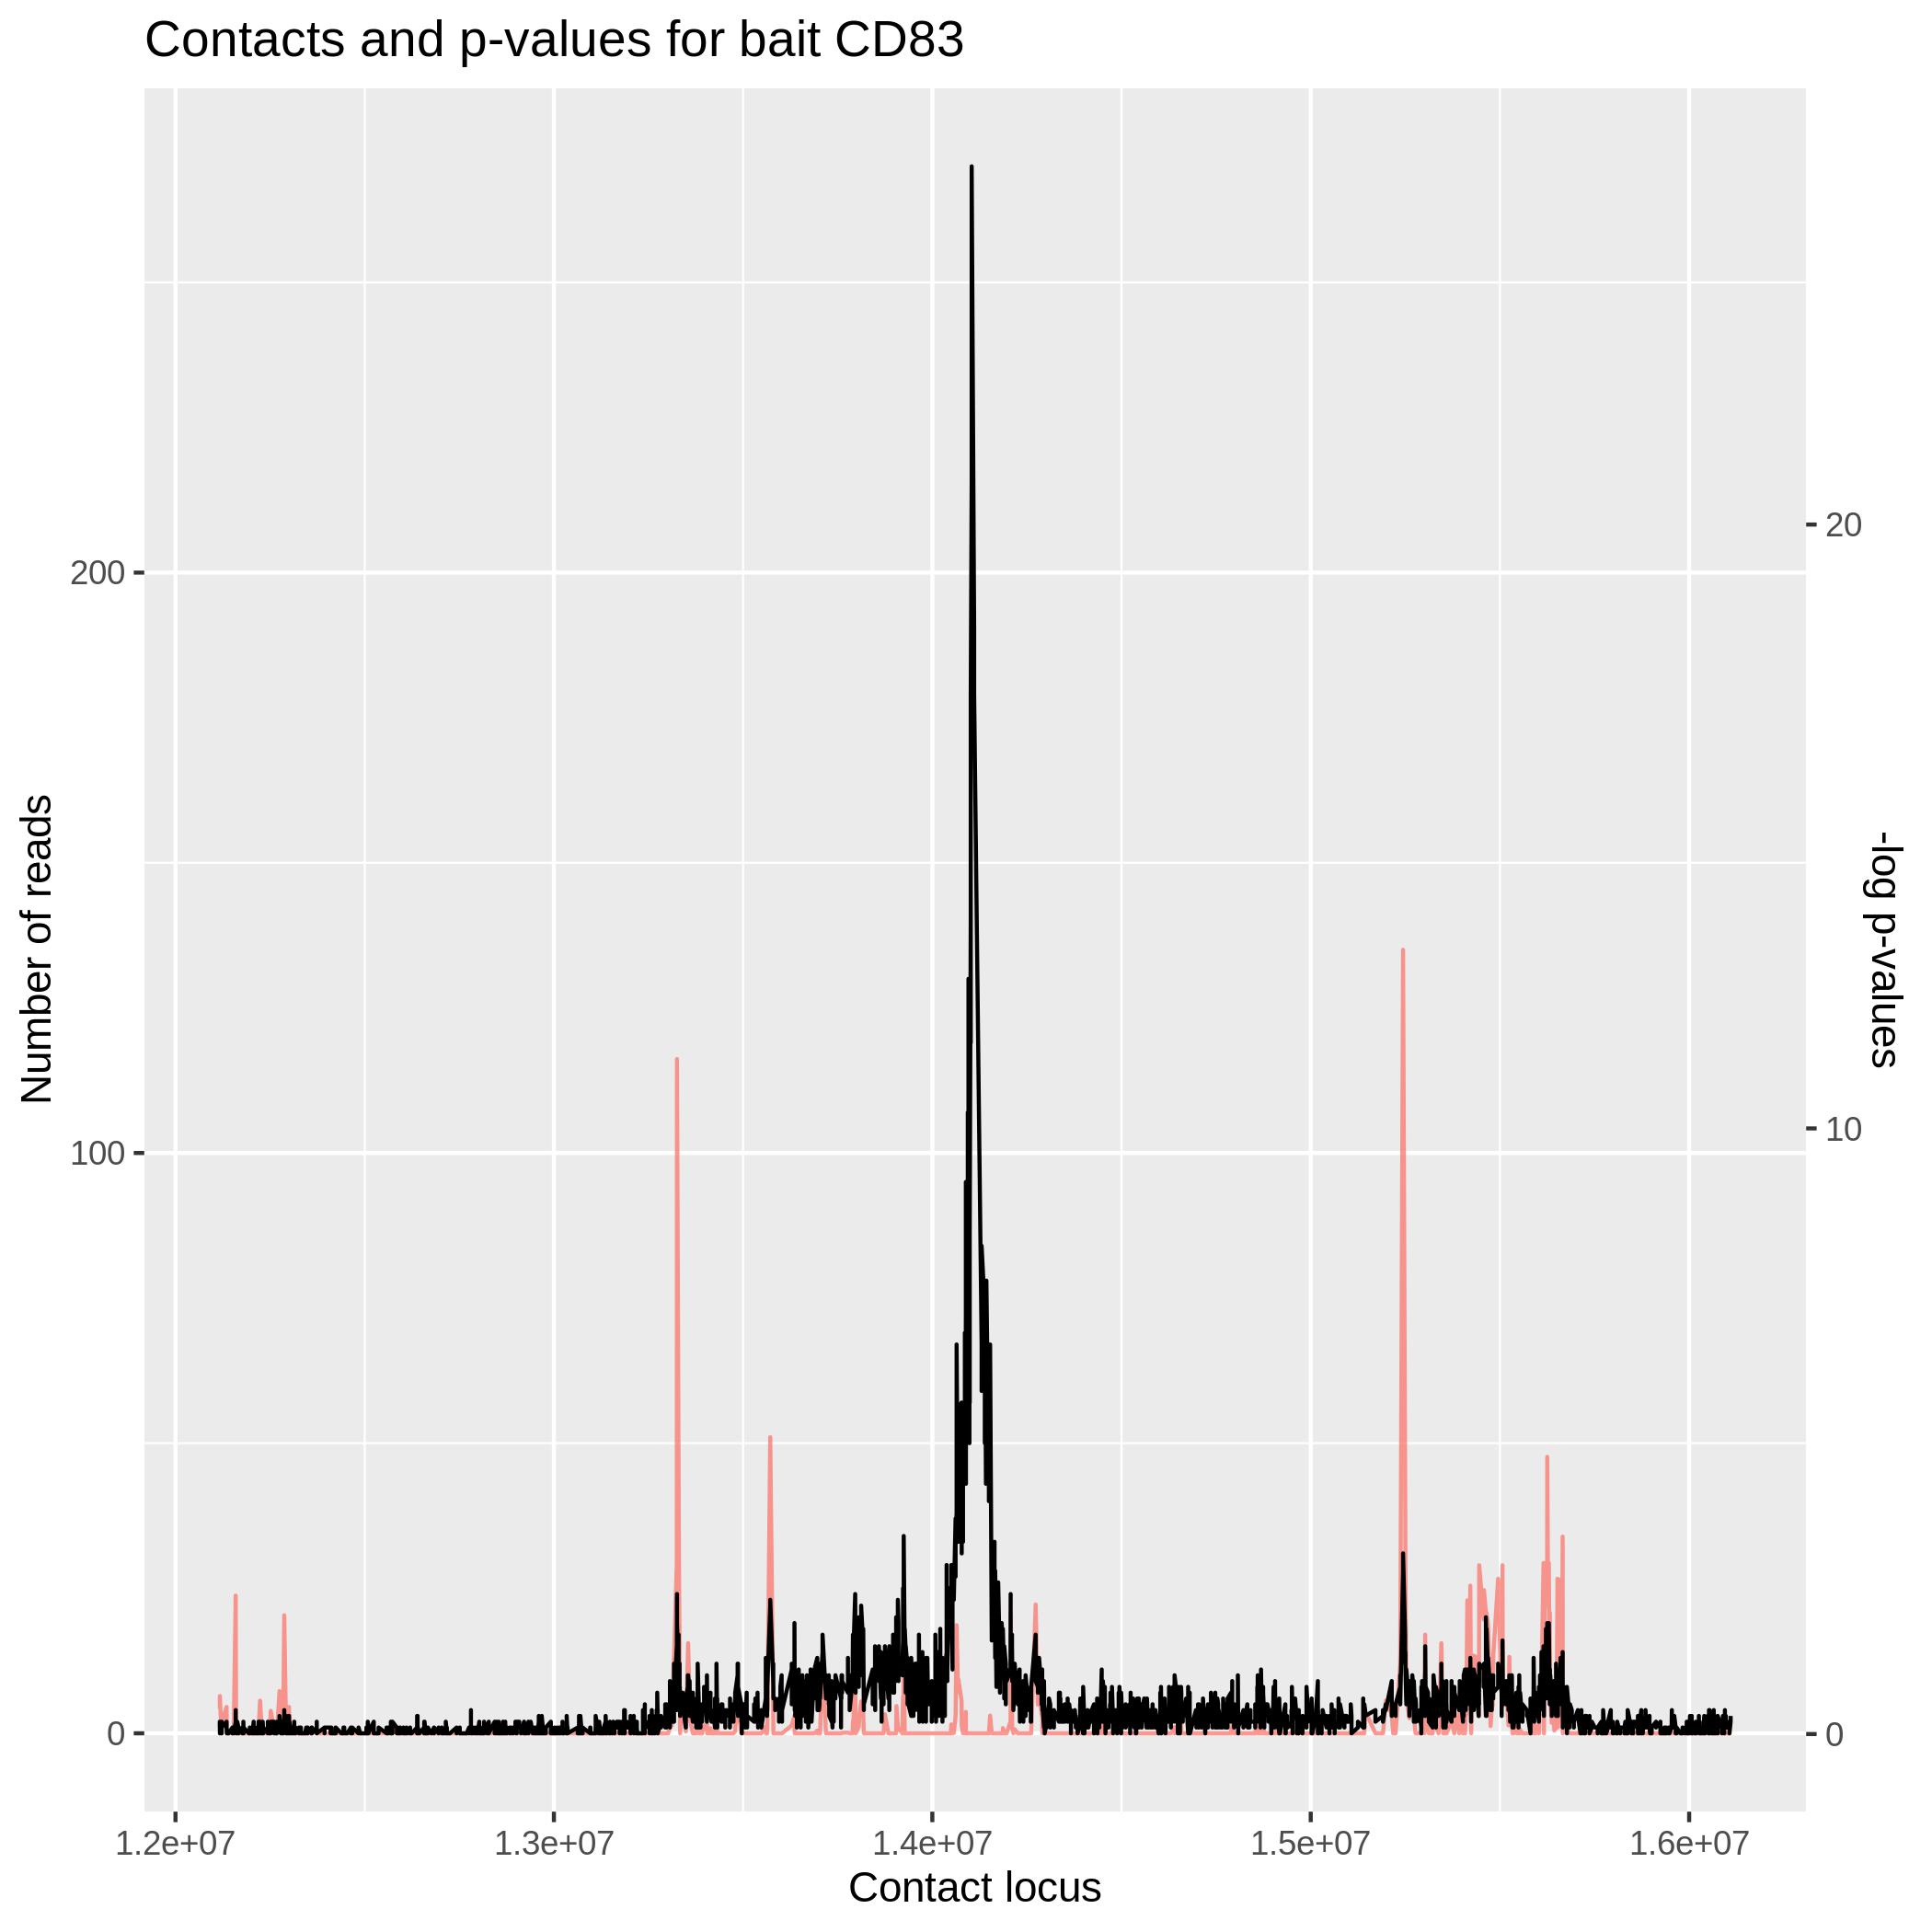 Contacts and p-values for bait CD83
Number of reads
200
100
0
20
10
0
-log p-values
1.2e+07 1.3e+07 1.4e+07 1.5e+07 1.6e+07
Contact locus